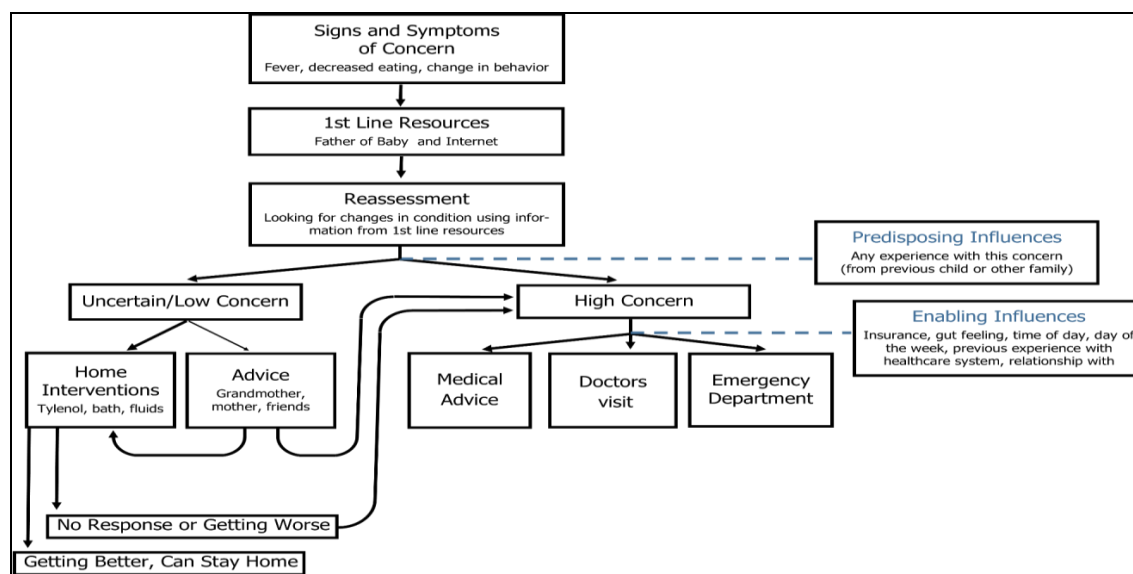 Signs and Symptoms
of Concern
Fever, decreased eating, change in behavior
1st Line Resources
Father of Baby and Internet
Reassessment
Looking for changes in condition using infor-
mation from 1st line resources
Predisposing Influences
Any experience with this concern
(from previous child or other family)
Uncertain/Low Concern
High Concern
Enabling Influences
Insurance, gut feeling, time of day, day of
the week, previous experience with
healthcare system, relationship with
Home
Interventions
Tylenol, bath, fluids
Advice
Grandmother,
mother, friends
Medical
Advice
Doctors
visit
Emergency
Department
No Response or Getting Worse
Getting Better, Can Stay Home